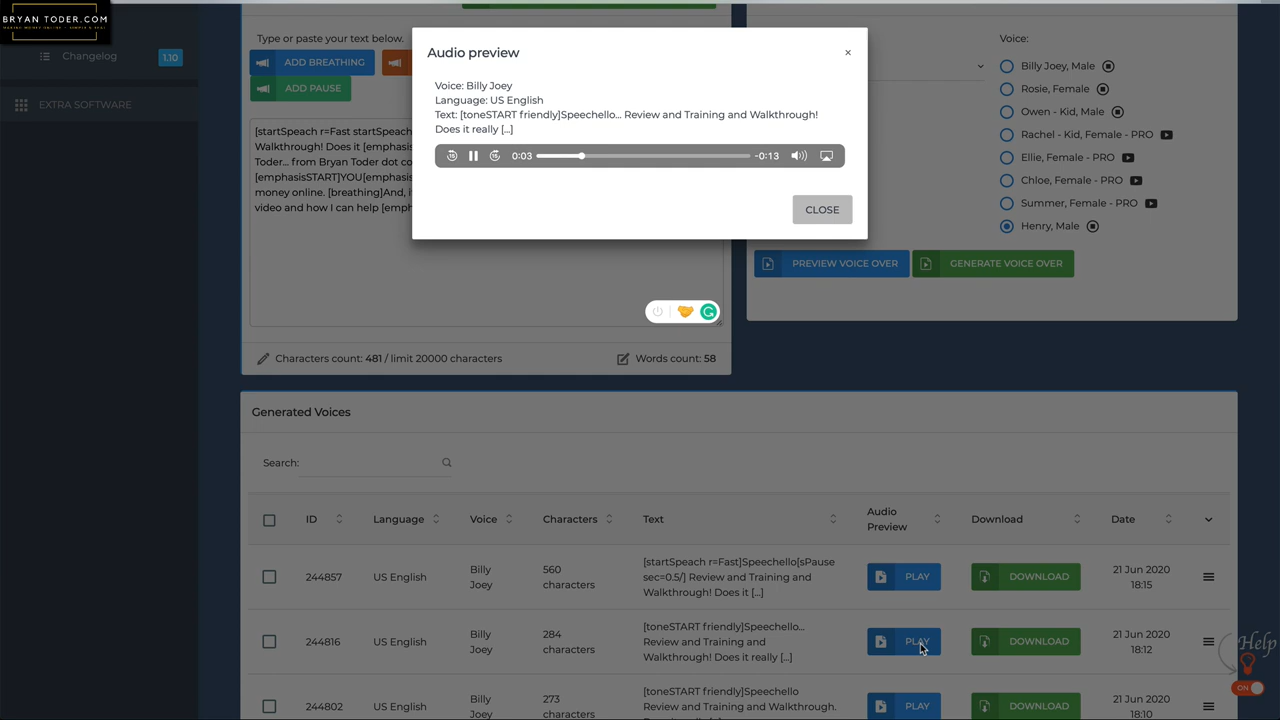 BRYAN TODER.COM
MAKING MONEY ONLINE - SIMPLE & EASY
Changelog
1.10
EXTRA SOFTWARE
Type or paste your text below.
ADD BREATHING
ADD PAUSE
[startSpeach r=Fast startSpeach
Walkthrough! Does it [emphasis
Toder... from Bryan Toder dot co
[emphasisSTART]YOU[emphasis
money online. [breathing]And, i
video and how I can help [emph
Characters count: 481 / limit 20000 characters
Words count: 58
Audio preview
×
Voice: Billy Joey
Language: US English
Text: [toneSTART friendly]Speechello... Review and Training and Walkthrough!
Does it really [...]
15
15
0:03
-0:13
CLOSE
Voice:
Billy Joey, Male
Rosie, Female
Owen - Kid, Male
Rachel - Kid, Female - PRO
Ellie, Female - PRO
Chloe, Female - PRO
Summer, Female - PRO
Henry, Male
PREVIEW VOICE OVER
GENERATE VOICE OVER
Generated Voices
Search:
ID
Language
Voice
Characters
Text
Audio
Preview
Download
Date
244857
US English
Billy
Joey
560
characters
[startSpeach r=Fast]Speechello[sPause
sec=0.5/] Review and Training and
Walkthrough! Does it [...]
PLAY
DOWNLOAD
21 Jun 2020
18:15
244816
US English
Billy
Joey
284
characters
[toneSTART friendly]Speechello...
Review and Training and
Walkthrough! Does it really [...]
PLAY
DOWNLOAD
21 Jun 2020
18:12
244802
US English
Billy
Joey
273
characters
[toneSTART friendly]Speechello
Review and Training and Walkthrough.
PLAY
DOWNLOAD
21 Jun 2020
18:10
Help
ON